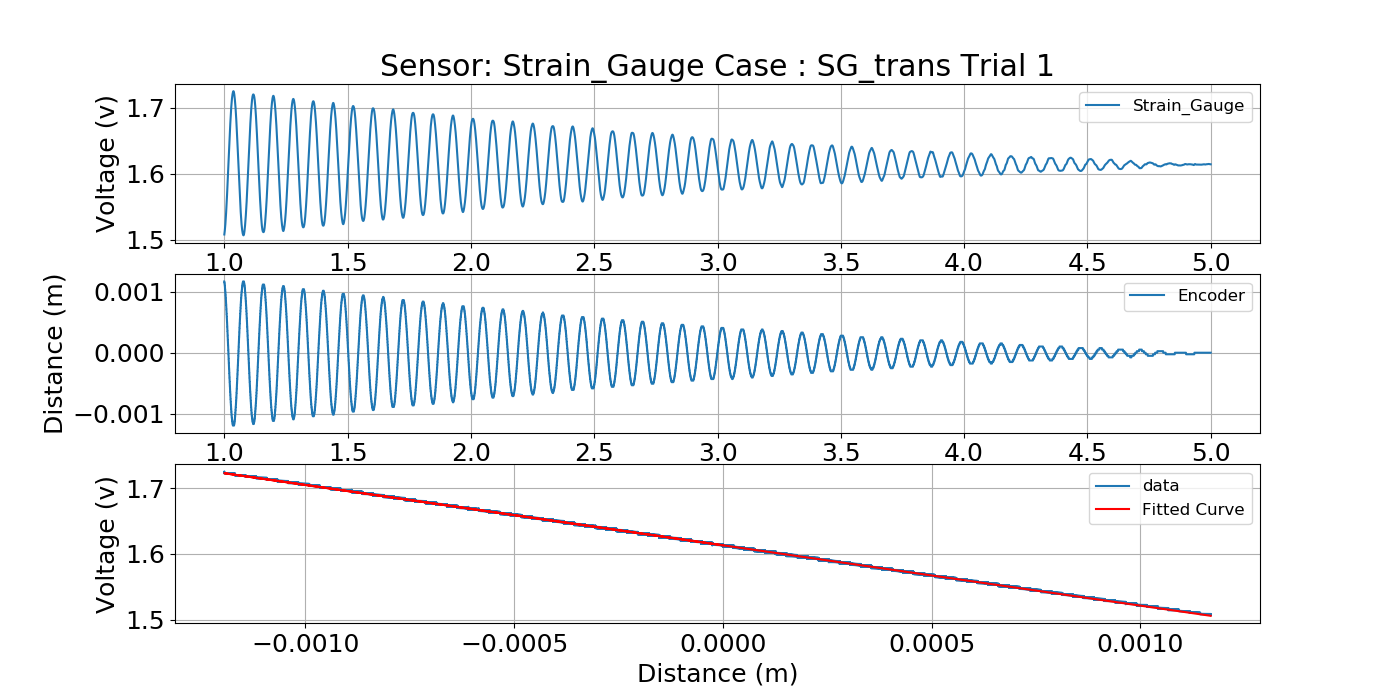 Sensor: Strain_Gauge Case : SG_trans Trial 1
Voltage (v)
1.7
1.6
1.5
Strain_Gauge
1.0 1.5 2.0 2.5 3.0 3.5 4.0 4.5 5.0
Distance (m)
0.001
0.000
−0.001
Encoder
1.0 1.5 2.0 2.5 3.0 3.5 4.0 4.5 5.0
Voltage (v)
1.7
1.6
1.5
data
Fitted Curve
−0.0010 −0.0005 0.0000 0.0005 0.0010
Distance (m)